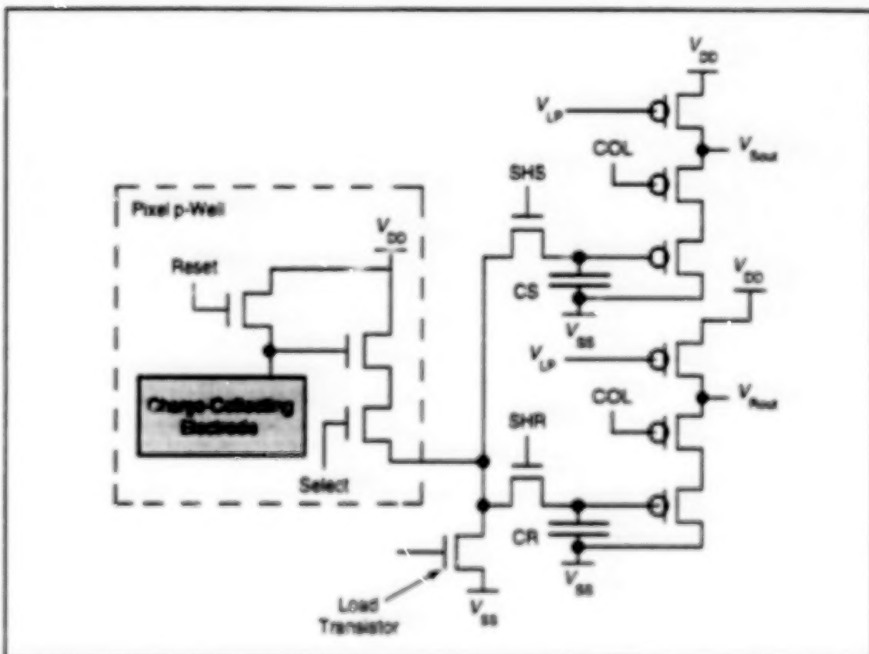 V_DD
V_LP
V_Sout
COL
SHS
Pixel p-Well
V_DD
Reset
CS
V_DD
V_SS
V_LP
COL
V_Rout
Charge-Collecting
Electrode
SHR
Select
CR
V_SS
Load
Transistor
V_SS